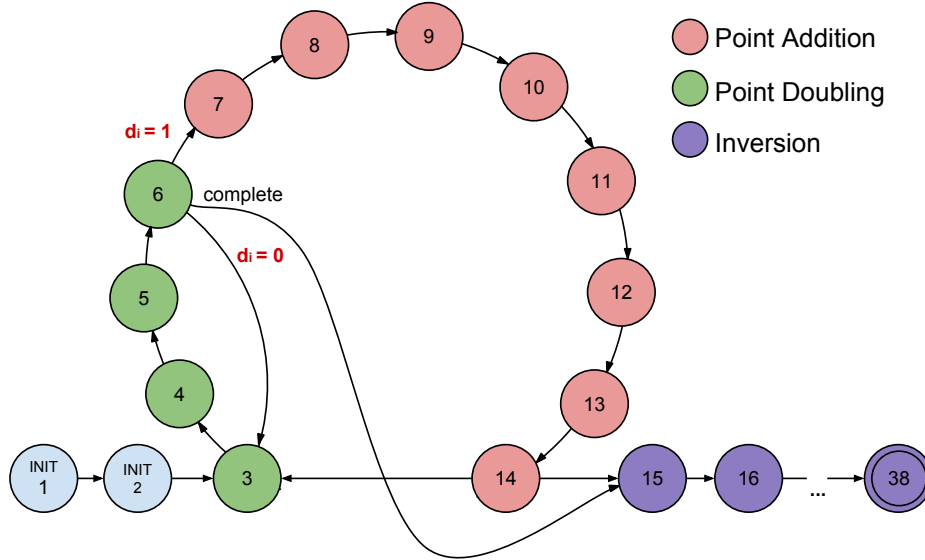 8
9
Point Addition
7
10
Point Doubling
dᵢ = 1
Inversion
6
complete
11
dᵢ = 0
5
12
4
13
INIT
1
INIT
2
3
14
15
16
...
38